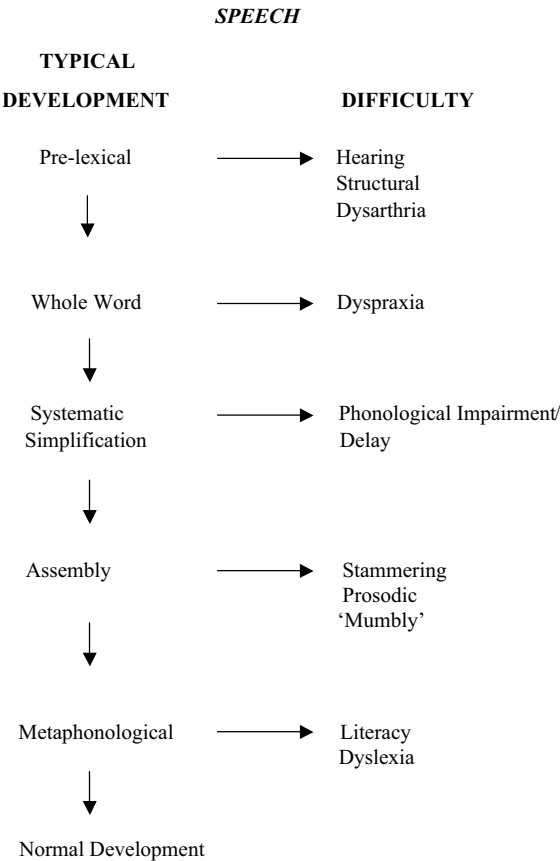 SPEECH
TYPICAL
DEVELOPMENT DIFFICULTY
Pre-lexical Hearing
Structural
Dysarthria
Whole Word Dyspraxia
Systematic Phonological Impairment/
Simplification Delay
Assembly Stammering
Prosodic
‘Mumbly’
Metaphonological Literacy
Dyslexia
Normal Development